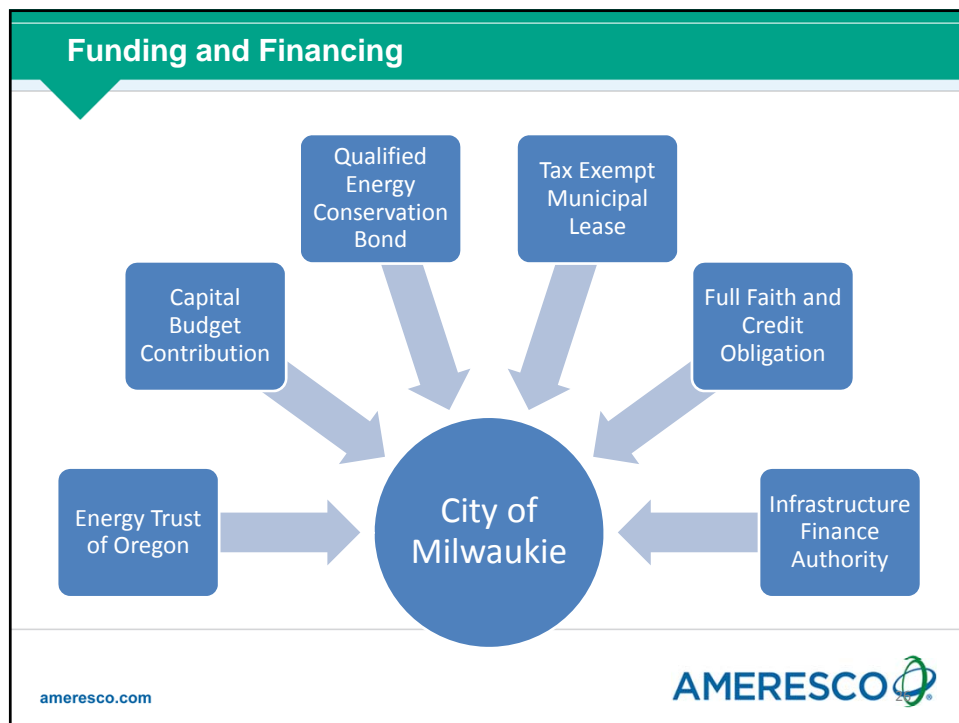 Funding and Financing
Qualified
Energy
Conservation
Bond
Tax Exempt
Municipal
Lease
Capital
Budget
Contribution
Full Faith and
Credit
Obligation
Energy Trust
of Oregon
City of
Milwaukie
Infrastructure
Finance
Authority
ameresco.com
AMERESCO